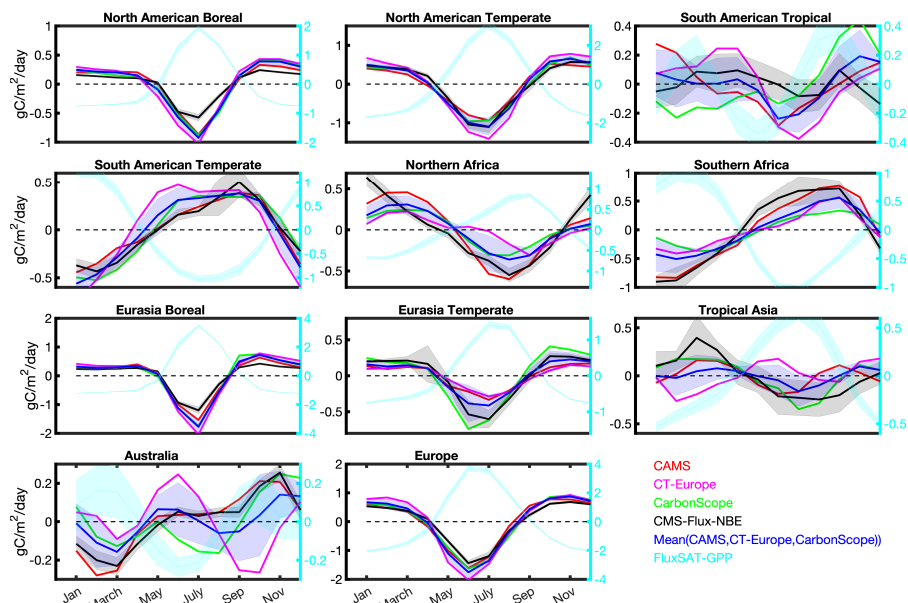 North American Boreal
North American Temperate
South American Tropical
gC/m²/day
1
0.5
0
-0.5
-1
2
1
0
-1
-2
1
0
-1
2
0
-2
0.4
0.2
0
-0.2
-0.4
0.4
0.2
0
-0.2
-0.4
South American Temperate
Northern Africa
Southern Africa
gC/m²/day
0.5
0
-0.5
1
0.5
0
-0.5
-1
0.5
0
-0.5
1
0.5
0
-0.5
-1
1
0.5
0
-0.5
-1
1
0.5
0
-0.5
-1
Eurasia Boreal
Eurasia Temperate
Tropical Asia
gC/m²/day
2
1
0
-1
-2
4
2
0
-2
-4
0.5
0
-0.5
1
0
-1
0.5
0
-0.5
0.5
0
-0.5
Australia
Europe
gC/m²/day
0.2
0
-0.2
0.2
0
-0.2
2
1
0
-1
-2
4
2
0
-2
-4
Jan
March
May
July
Sep
Nov
Jan
March
May
July
Sep
Nov
CAMS
CT-Europe
CarbonScope
CMS-Flux-NBE
Mean(CAMS,CT-Europe,CarbonScope))
FluxSAT-GPP